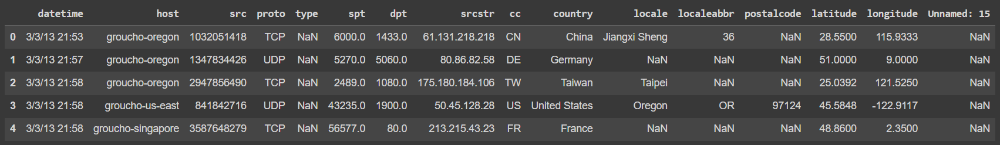 datetime host src proto type spt dpt srcstr cc country locale localeabbr postalcode latitude longitude Unnamed: 15
0 3/3/13 21:53 groucho-oregon 1032051418 TCP NaN 6000.0 1433.0 61.131.218.218 CN China Jiangxi Sheng 36 NaN 28.5500 115.9333 NaN
1 3/3/13 21:57 groucho-oregon 1347834426 UDP NaN 5270.0 5060.0 80.86.82.58 DE Germany NaN NaN NaN 51.0000 9.0000 NaN
2 3/3/13 21:58 groucho-oregon 2947856490 TCP NaN 2489.0 1080.0 175.180.184.106 TW Taiwan Taipei NaN NaN 25.0392 121.5250 NaN
3 3/3/13 21:58 groucho-us-east 841842716 UDP NaN 43235.0 1900.0 50.45.128.28 US United States Oregon OR 97124 45.5848 -122.9117 NaN
4 3/3/13 21:58 groucho-singapore 3587648279 TCP NaN 56577.0 80.0 213.215.43.23 FR France NaN NaN NaN 48.8600 2.3500 NaN